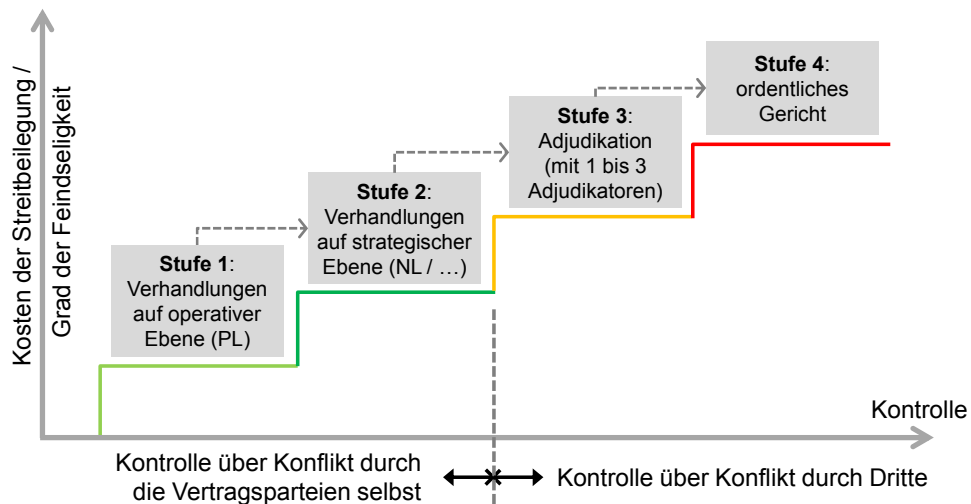 Kosten der Streitbeilegung /
Grad der Feindseligkeit
Stufe 1:
Verhandlungen
auf operativer
Ebene (PL)
Stufe 2:
Verhandlungen
auf strategischer
Ebene (NL / …)
Stufe 3:
Adjudikation
(mit 1 bis 3
Adjudikatoren)
Stufe 4:
ordentliches
Gericht
Kontrolle
Kontrolle über Konflikt durch
die Vertragsparteien selbst
Kontrolle über Konflikt durch Dritte